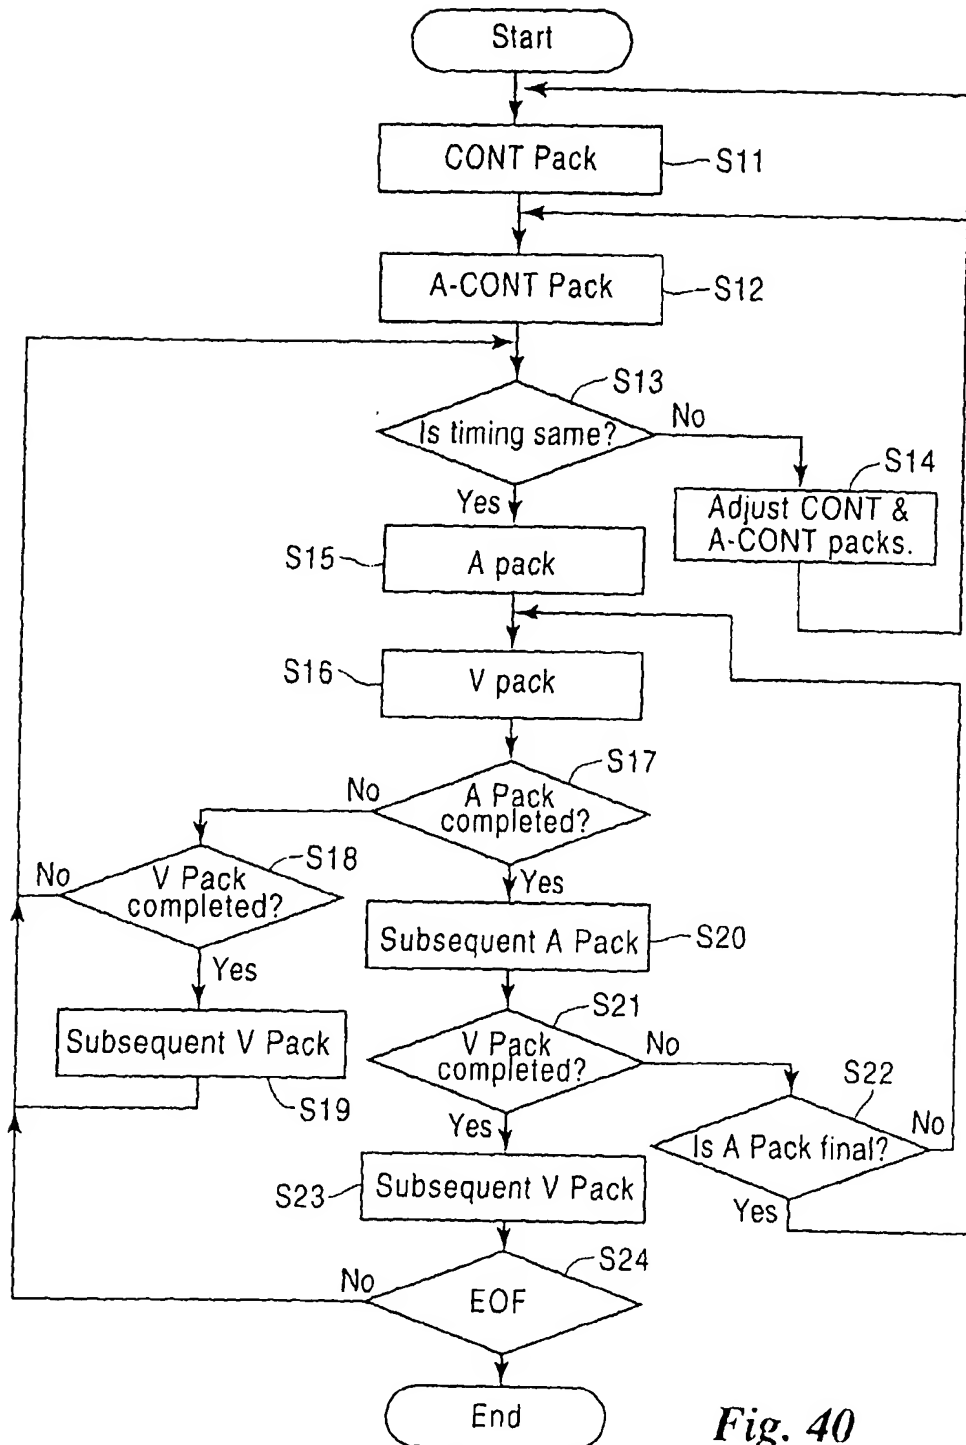 Start
CONT Pack
S11
A-CONT Pack
S12
S13
Is timing same?
No
S14
Adjust CONT &
A-CONT packs.
Yes
S15
A pack
S16
V pack
S17
No
A Pack
completed?
S18
No
V Pack
completed?
Yes
Yes
Subsequent A Pack
S20
S21
Subsequent V Pack
S19
V Pack
completed?
No
S22
Is A Pack final?
No
Yes
Yes
S23
Subsequent V Pack
S24
No
EOF
End
Fig. 40